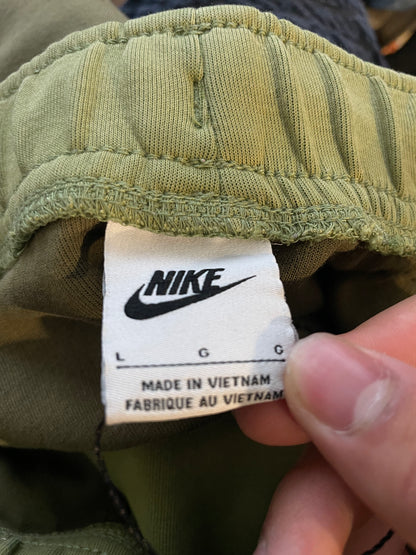 NIKE
L G G
MADE IN VIETNAM
FABRIQUE AU VIETNAM